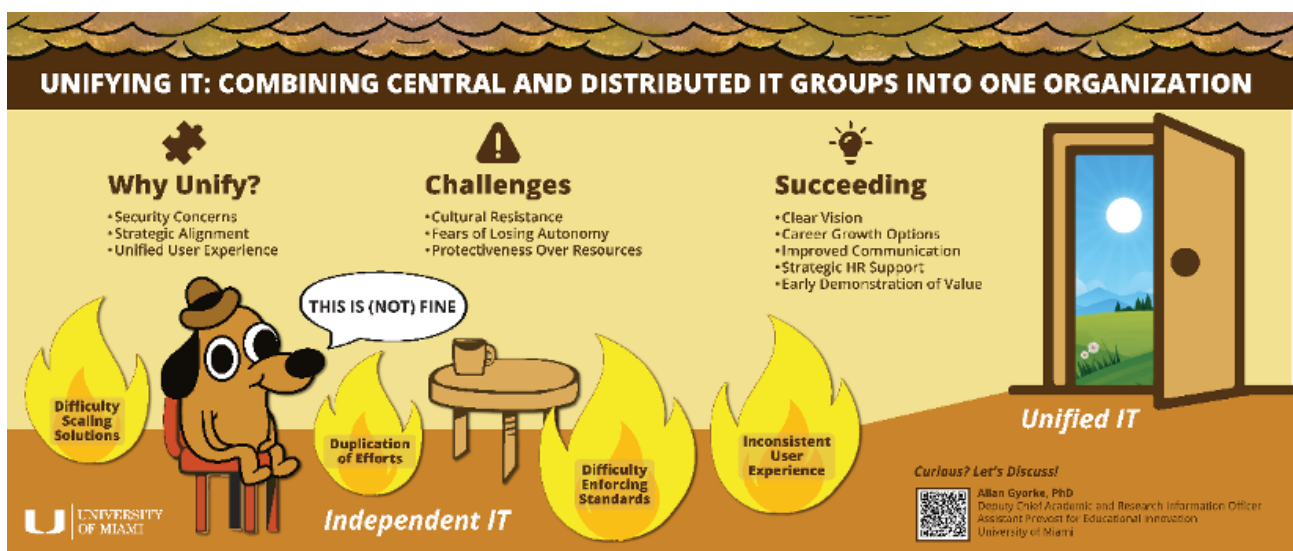 UNIFYING IT: COMBINING CENTRAL AND DISTRIBUTED IT GROUPS INTO ONE ORGANIZATION
Why Unify?
•Security Concerns
•Strategic Alignment
•Unified User Experience
Challenges
•Cultural Resistance
•Fears of Losing Autonomy
•Protectiveness Over Resources
Succeeding
•Clear Vision
•Career Growth Options
•Improved Communication
•Strategic HR Support
•Early Demonstration of Value
THIS IS (NOT) FINE
Difficulty
Scaling
Solutions
Duplication
of Efforts
Difficulty
Enforcing
Standards
Inconsistent
User
Experience
Independent IT
Unified IT
Curious? Let's Discuss!
Allan Gyorke, PhD
Deputy Chief Academic and Research Information Officer
Assistant Provost for Educational Innovation
University of Miami
UNIVERSITY
OF MIAMI